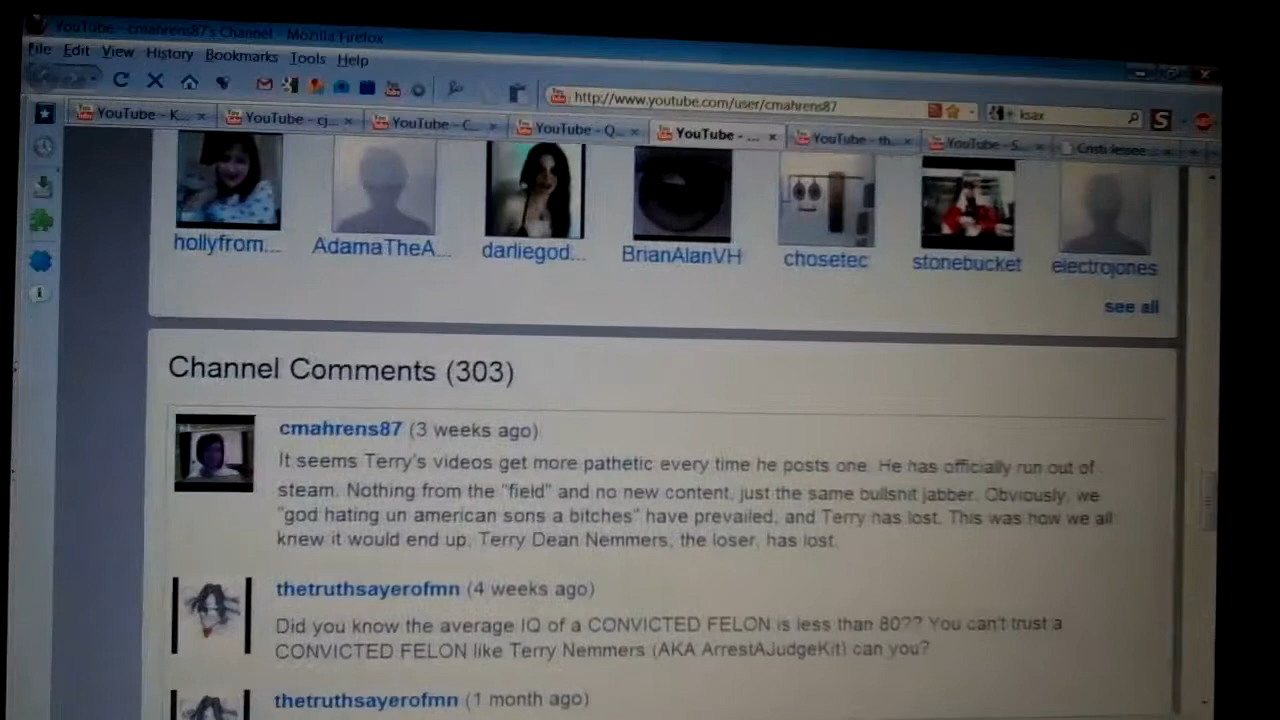 YouTube - cmahrens87's Channel - Mozilla Firefox
File Edit View History Bookmarks Tools Help
http://www.youtube.com/user/cmahrens87
ksax
YouTube - K...
YouTube - cj...
YouTube - C...
YouTube - Q...
YouTube - ...
YouTube - th...
YouTube - S...
Cristi Jessee ...
hollyfrom...
AdamaTheA...
darliegod...
BrianAlanVH
chosetec
stonebucket
electrojones
see all
Channel Comments (303)
cmahrens87 (3 weeks ago)
It seems Terry's videos get more pathetic every time he posts one. He has officially run out of
steam. Nothing from the "field" and no new content, just the same bullshit jabber. Obviously, we
"god hating un american sons a bitches" have prevailed, and Terry has lost. This was how we all
knew it would end up. Terry Dean Nemmers, the loser, has lost.
thetruthsayerofmn (4 weeks ago)
Did you know the average IQ of a CONVICTED FELON is less than 80?? You can't trust a
CONVICTED FELON like Terry Nemmers (AKA ArrestAJudgeKit) can you?
thetruthsayerofmn (1 month ago)